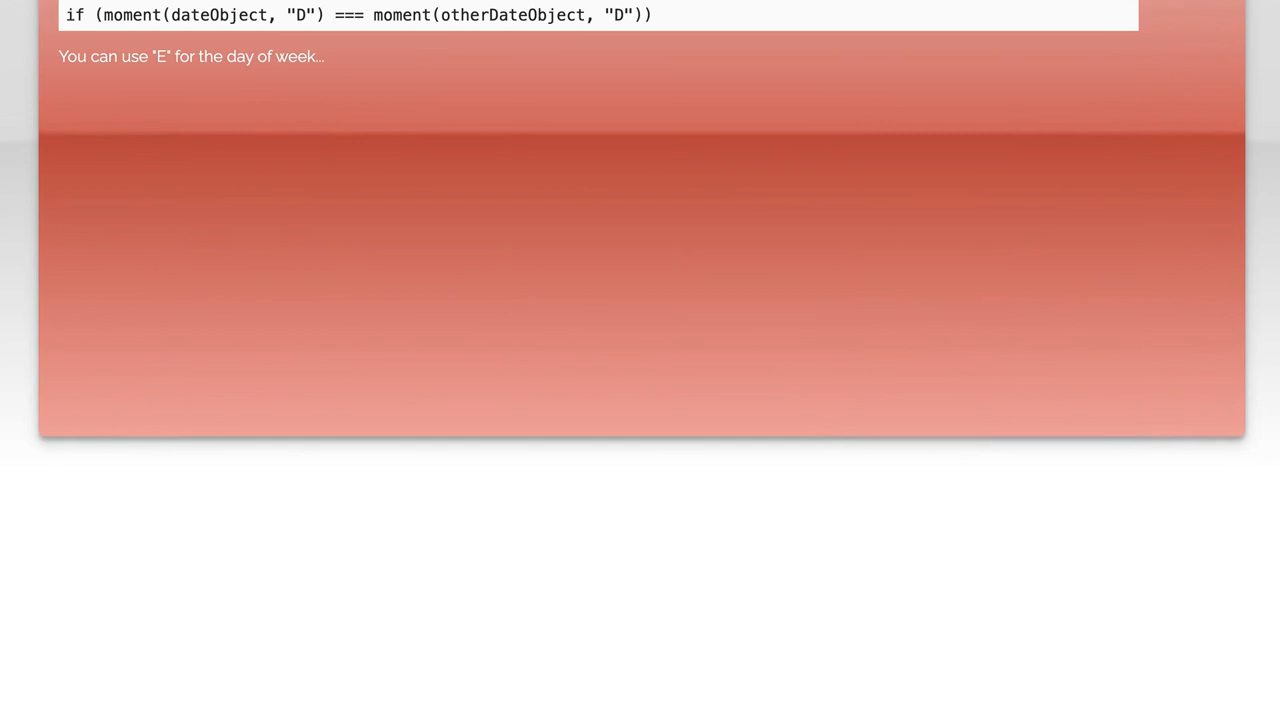 if (moment(dateObject, "D") === moment(otherDateObject, "D"))
You can use "E" for the day of week...